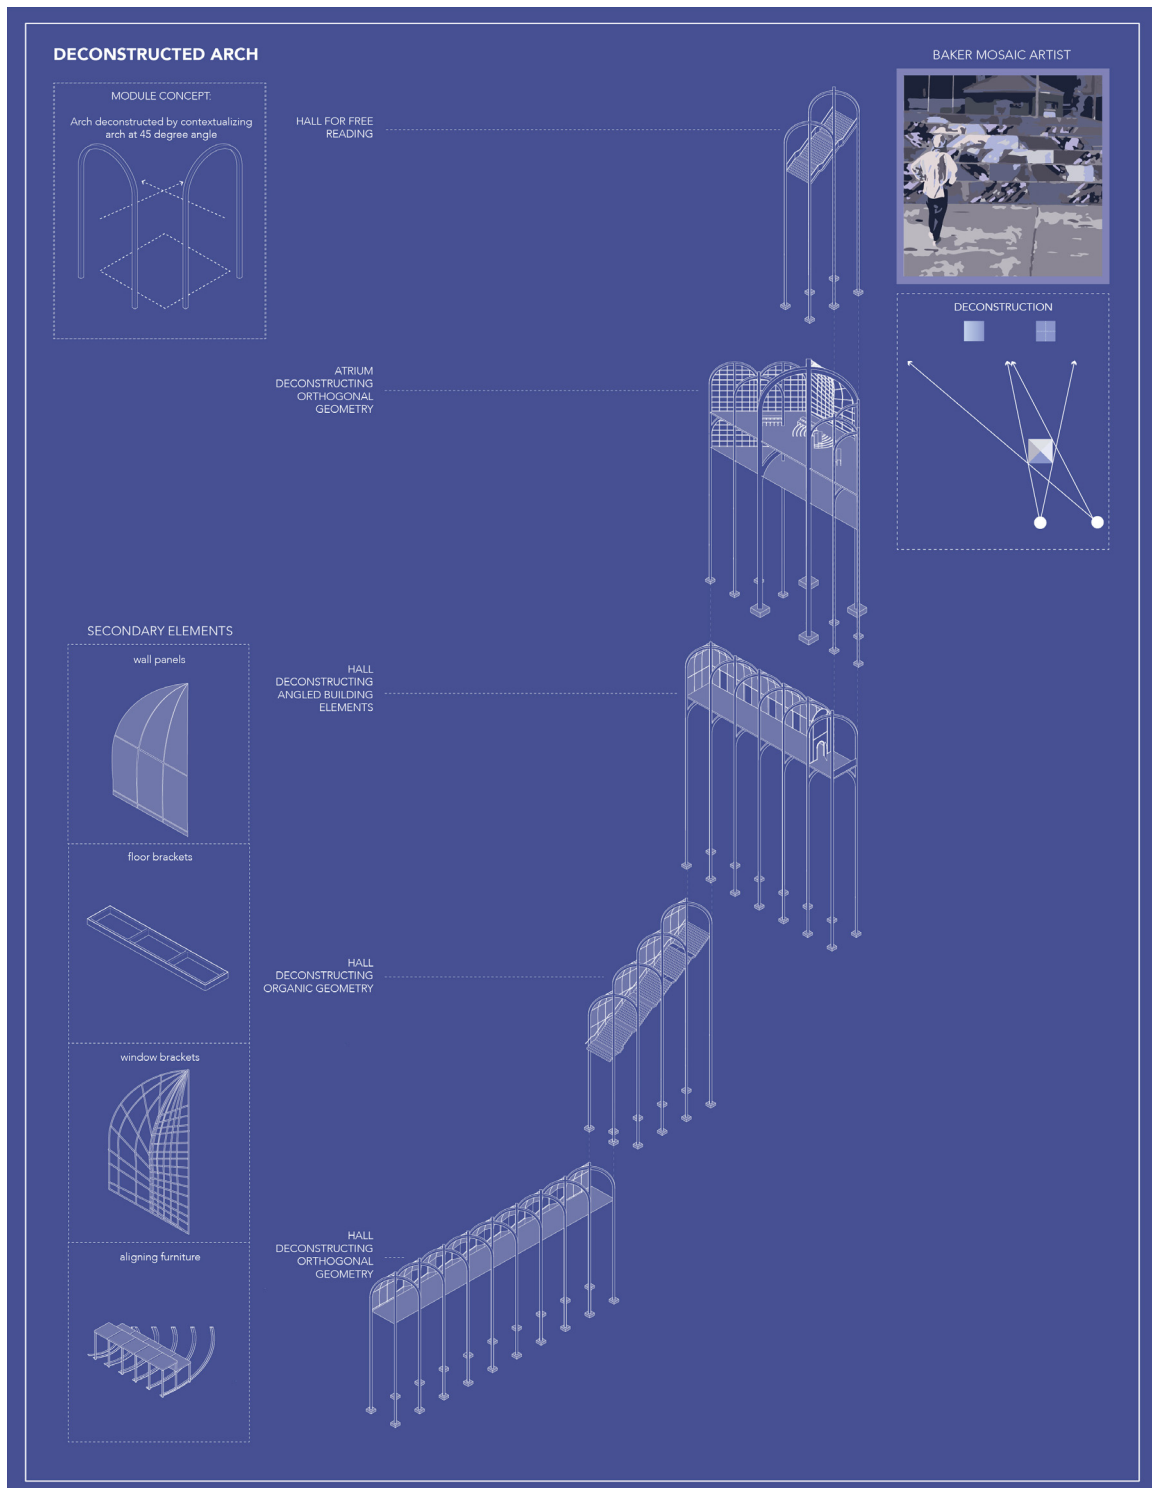 DECONSTRUCTED ARCH
MODULE CONCEPT:
Arch deconstructed by contextualizing
arch at 45 degree angle
BAKER MOSAIC ARTIST
DECONSTRUCTION
HALL FOR FREE
READING
ATRIUM
DECONSTRUCTING
ORTHOGONAL
GEOMETRY
SECONDARY ELEMENTS
wall panels
floor brackets
window brackets
aligning furniture
HALL
DECONSTRUCTING
ANGLED BUILDING
ELEMENTS
HALL
DECONSTRUCTING
ORGANIC GEOMETRY
HALL
DECONSTRUCTING
ORTHOGONAL
GEOMETRY